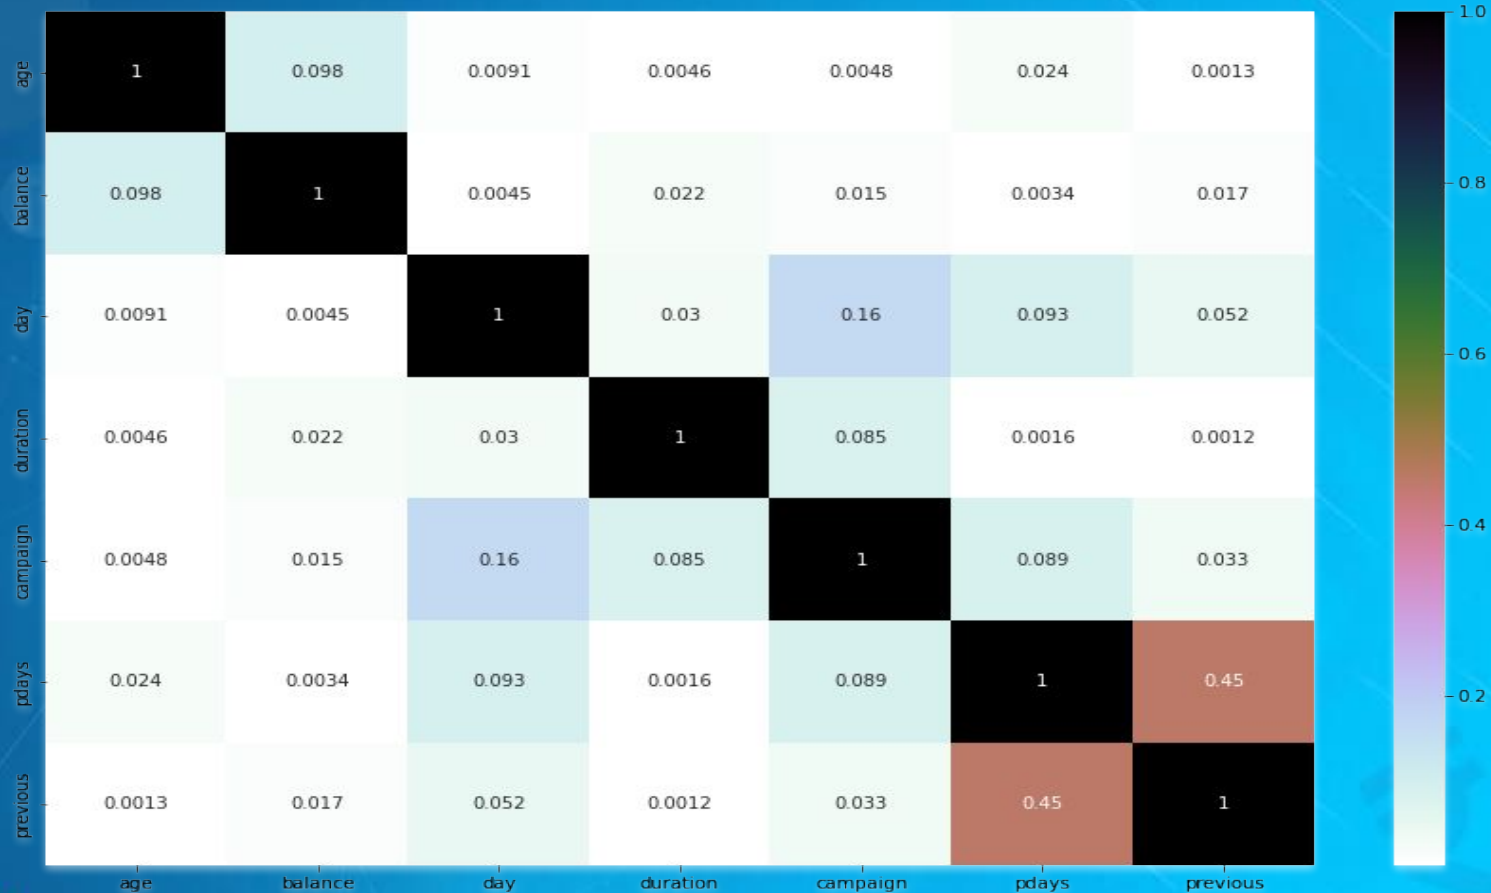 1.0
age 1 0.098 0.0091 0.0046 0.0048 0.024 0.0013
0.8
balance 0.098 1 0.0045 0.022 0.015 0.0034 0.017
day 0.0091 0.0045 1 0.03 0.16 0.093 0.052
0.6
duration 0.0046 0.022 0.03 1 0.085 0.0016 0.0012
0.4
campaign 0.0048 0.015 0.16 0.085 1 0.089 0.033
pdays 0.024 0.0034 0.093 0.0016 0.089 1 0.45
0.2
previous 0.0013 0.017 0.052 0.0012 0.033 0.45 1
age balance day duration campaign pdays previous